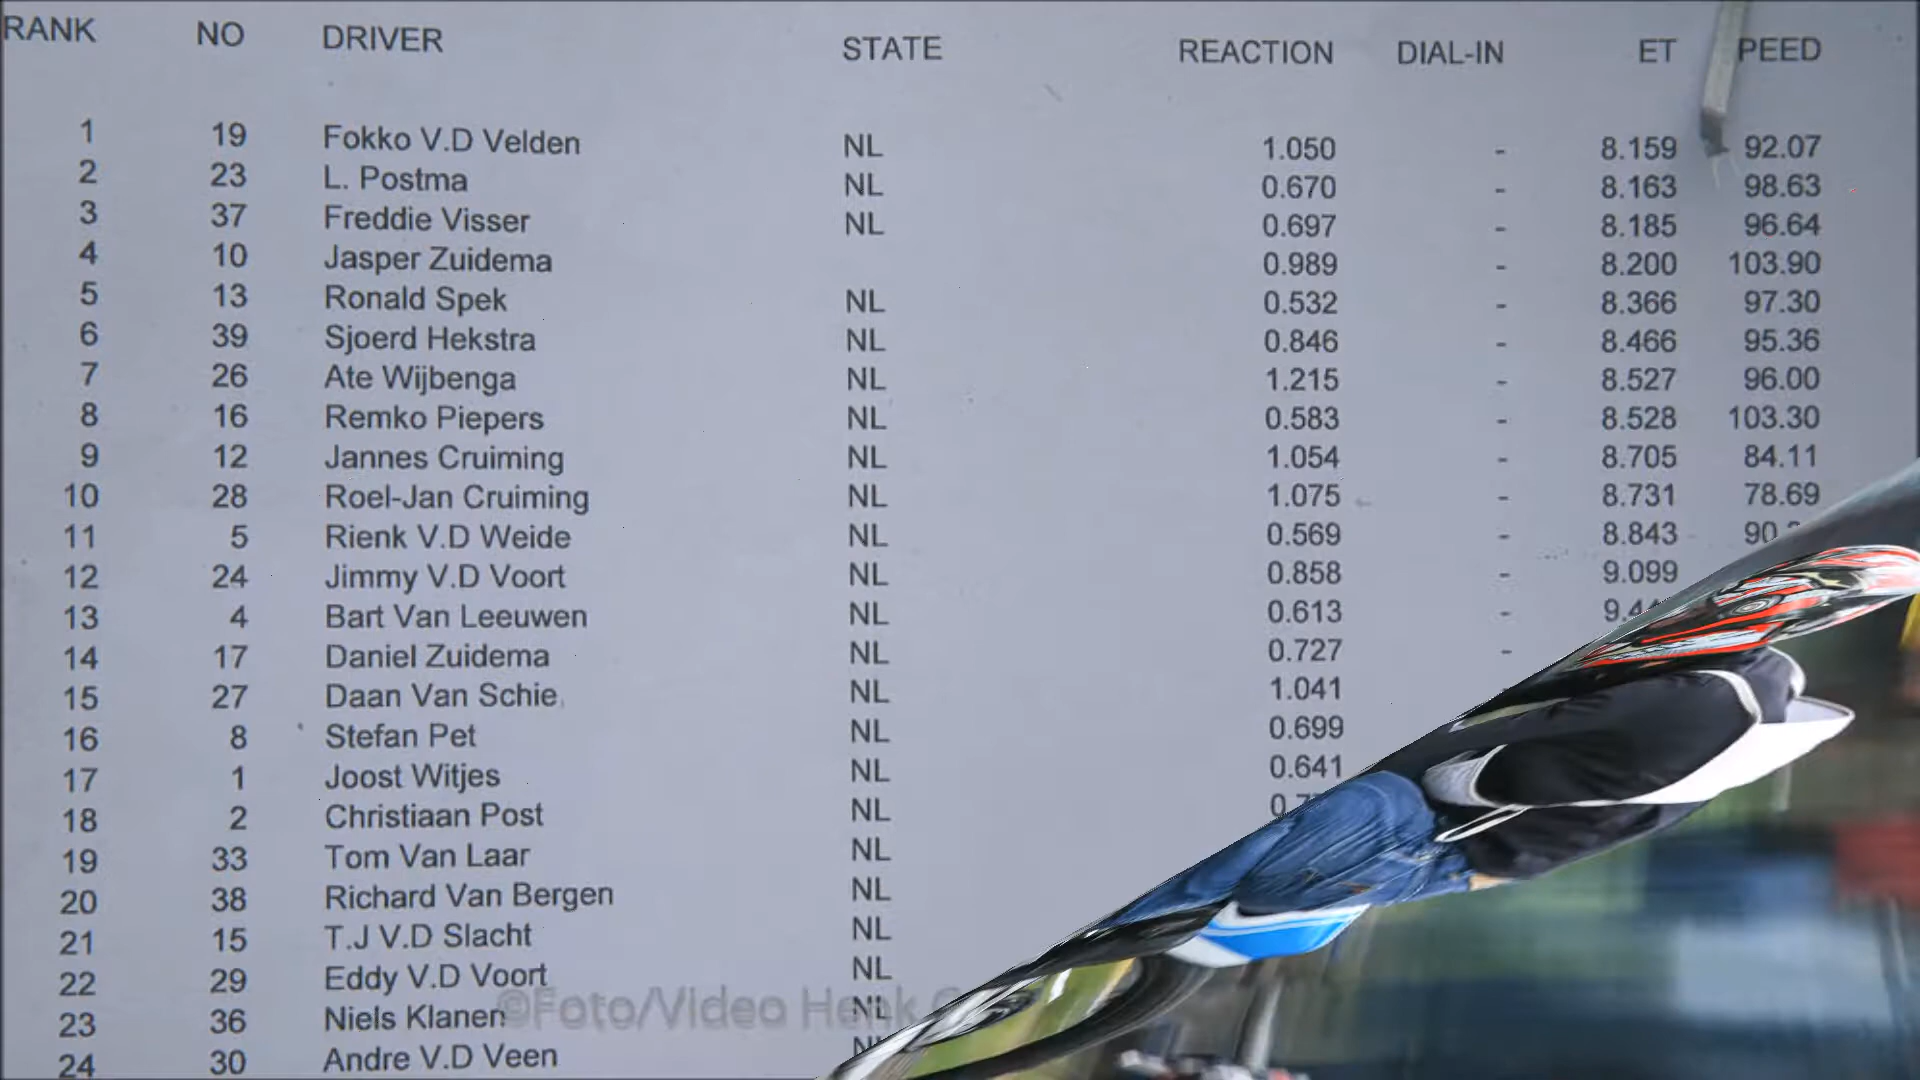 RANK NO DRIVER STATE REACTION DIAL-IN ET PEED
1 19 Fokko V.D Velden NL 1.050 - 8.159 92.07
2 23 L. Postma NL 0.670 - 8.163 98.63
3 37 Freddie Visser NL 0.697 - 8.185 96.64
4 10 Jasper Zuidema 0.989 - 8.200 103.90
5 13 Ronald Spek NL 0.532 - 8.366 97.30
6 39 Sjoerd Hekstra NL 0.846 - 8.466 95.36
7 26 Ate Wijbenga NL 1.215 - 8.527 96.00
8 16 Remko Piepers NL 0.583 - 8.528 103.30
9 12 Jannes Cruiming NL 1.054 - 8.705 84.11
10 28 Roel-Jan Cruiming NL 1.075 - 8.731 78.69
11 5 Rienk V.D Weide NL 0.569 - 8.843
12 24 Jimmy V.D Voort NL 0.858 - 9.099
13 4 Bart Van Leeuwen NL 0.613 -
14 17 Daniel Zuidema NL 0.727 -
15 27 Daan Van Schie NL 1.041
16 8 Stefan Pet NL 0.699
17 1 Joost Witjes NL 0.641
18 2 Christiaan Post NL
19 33 Tom Van Laar NL
20 38 Richard Van Bergen NL
21 15 T.J V.D Slacht NL
22 29 Eddy V.D Voort NL
23 36 Niels Klanen NL
24 30 Andre V.D Veen
©Foto/Video Henk